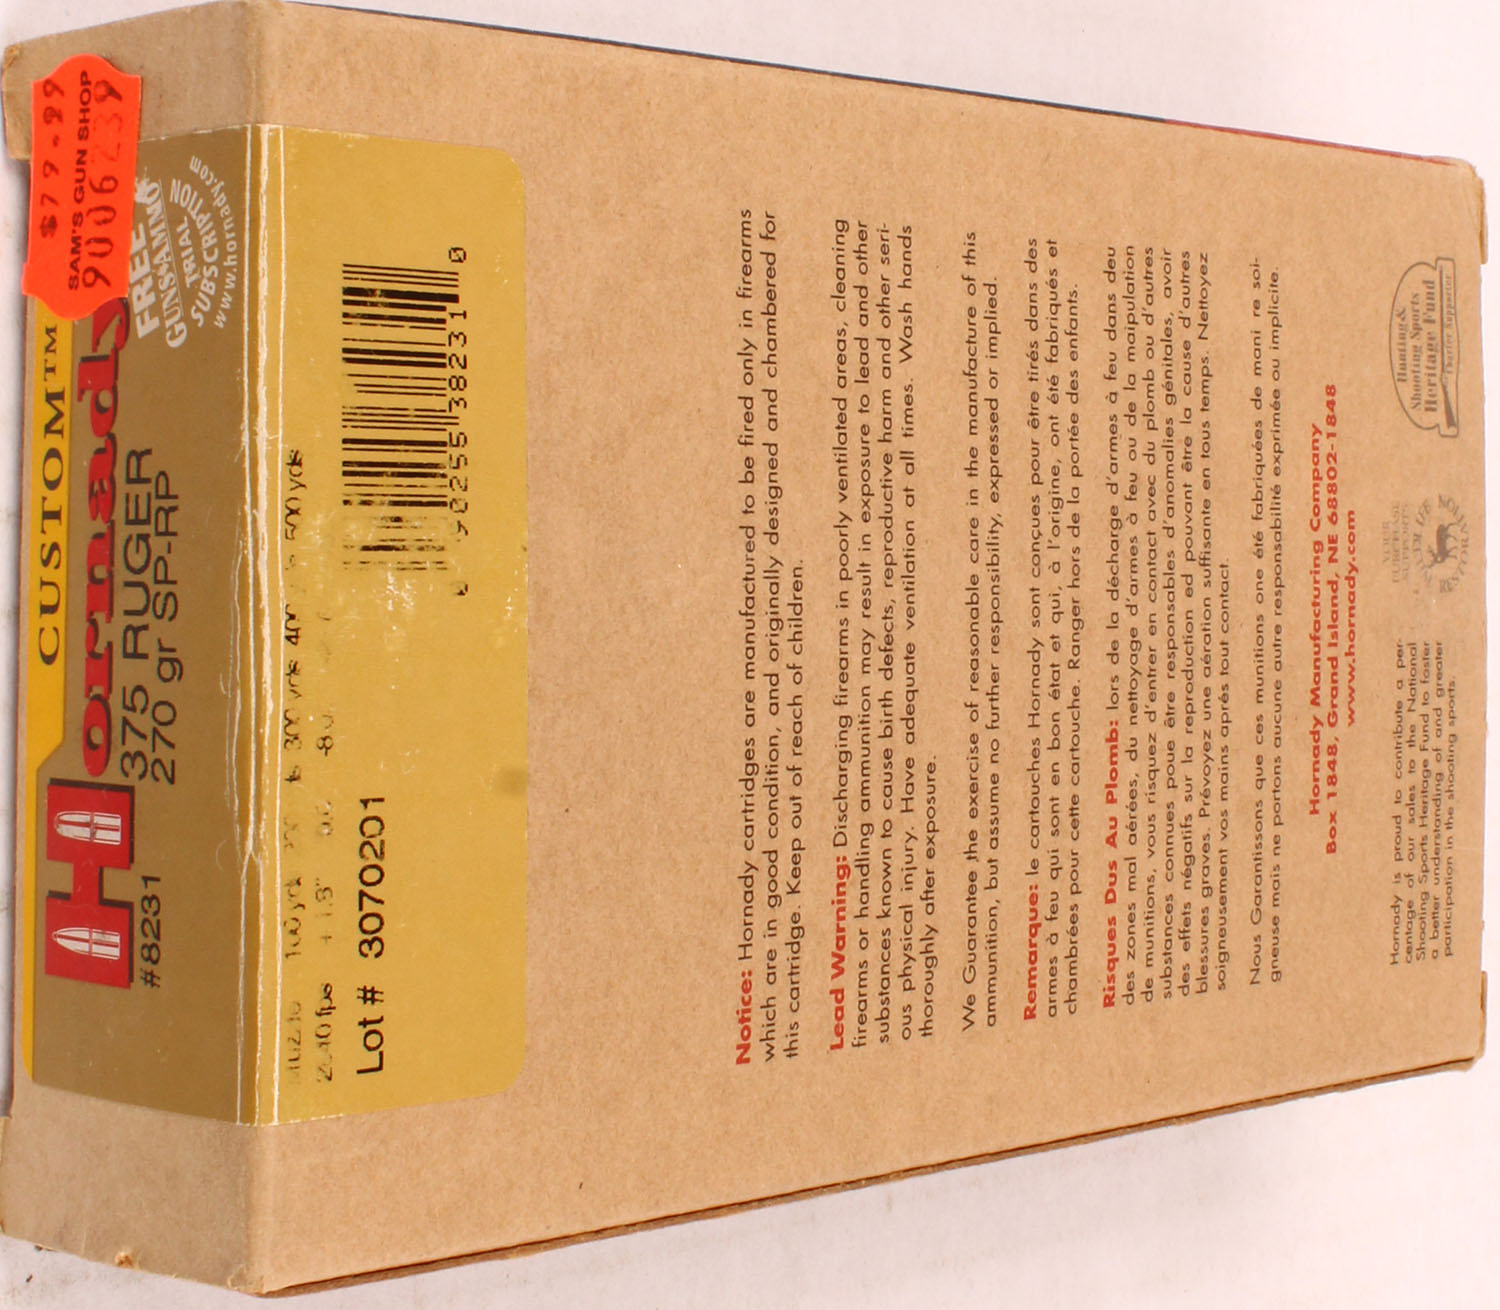 $79.99
SAM'S GUN SHOP
9006239
CUSTOM™
Hornady
#8231
375 RUGER
270 gr SP-RP
FREE
GUNS&AMMO
TRIAL
SUBSCRIPTION
www.hornady.com
100 yds 300 yds 400 500 yds
fps
Lot # 3070201
0 90255 38231 0
Notice: Hornady cartridges are manufactured to be fired only in firearms
which are in good condition, and originally designed and chambered for
this cartridge. Keep out of reach of children.
Lead Warning: Discharging firearms in poorly ventilated areas, cleaning
firearms or handling ammunition may result in exposure to lead and other
substances known to cause birth defects, reproductive harm and other seri-
ous physical injury. Have adequate ventilation at all times. Wash hands
thoroughly after exposure.
We Guarantee the exercise of reasonable care in the manufacture of this
ammunition, but assume no further responsibility, expressed or implied.
Remarque: le cartouches Hornady sont conçues pour être tirés dans des
armes à feu qui sont en bon état et qui, à l'origine, ont été fabriqués et
chambrées pour cette cartouche. Ranger hors de la portée des enfants.
Risques Dus Au Plomb: lors de la décharge d'armes à feu dans deu
des zones mal aérées, du nettoyage d'armes à feu ou de la maipulation
de munitions, vous risquez d'entrer en contact avec du plomb ou d'autres
substances connues poue être responsables d'anomalies génitales, avoir
des effets négatifs sur la reproduction ed pouvant être la cause d'autres
blessures graves. Prévoyez une aération suffisante en tous temps. Nettoyez
soigneusement vos mains aprés tout contact.
Nous Garantissons que ces munitions one été fabriquées de mani re soi-
gneuse mais ne portons aucune autre responsabilité exprimée ou implicite.
Hornady Manufacturing Company
Box 1848, Grand Island, NE 68802-1848
www.hornady.com
Hornady is proud to contribute a per-
centage of our sales to the National
Shooting Sports Heritage Fund to foster
a better understanding of and greater
participation in the shooting sports.
YOUR
PURCHASE
SUPPORTS
Hunting &
Shooting Sports
Heritage Fund
Charter Supporter